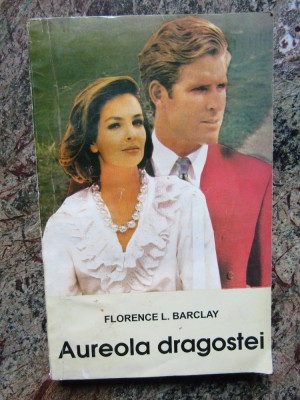 FLORENCE L. BARCLAY
Aureola dragostei